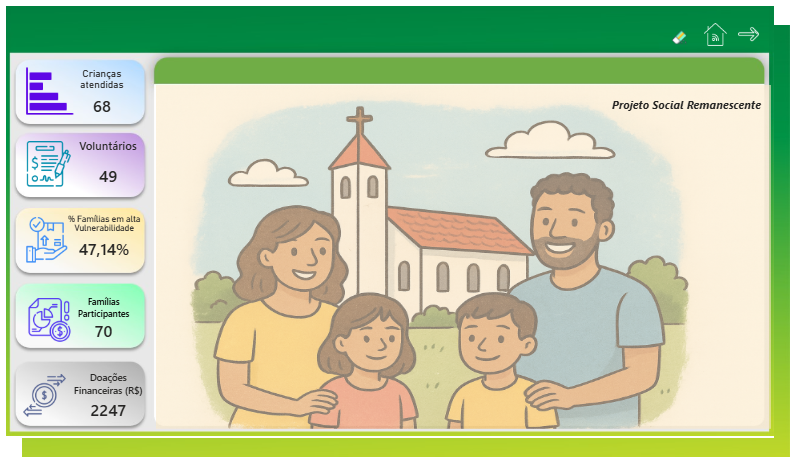 Projeto Social Remanescente
Crianças
atendidas
68
Voluntários
49
% Famílias em alta
Vulnerabilidade
47,14%
Famílias
Participantes
70
Doações
Financeiras (R$)
2247